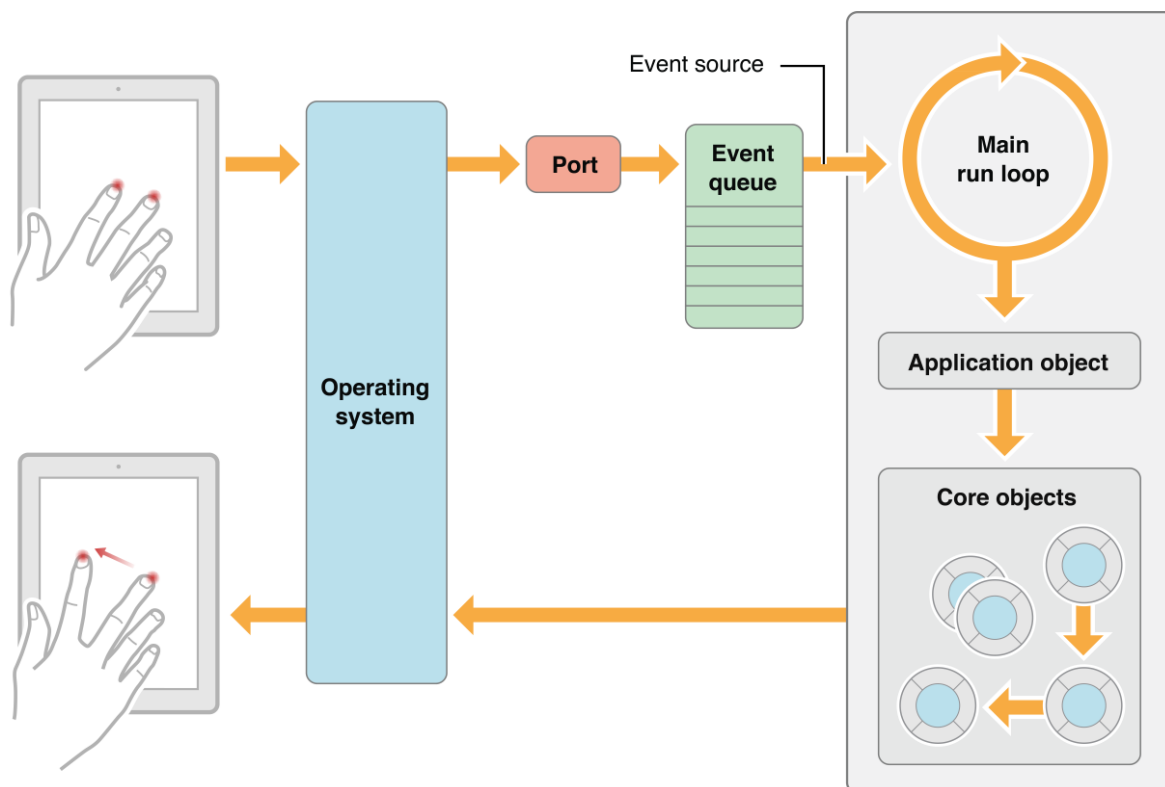 Event source
Port
Event
queue
Main
run loop
Operating
system
Application object
Core objects